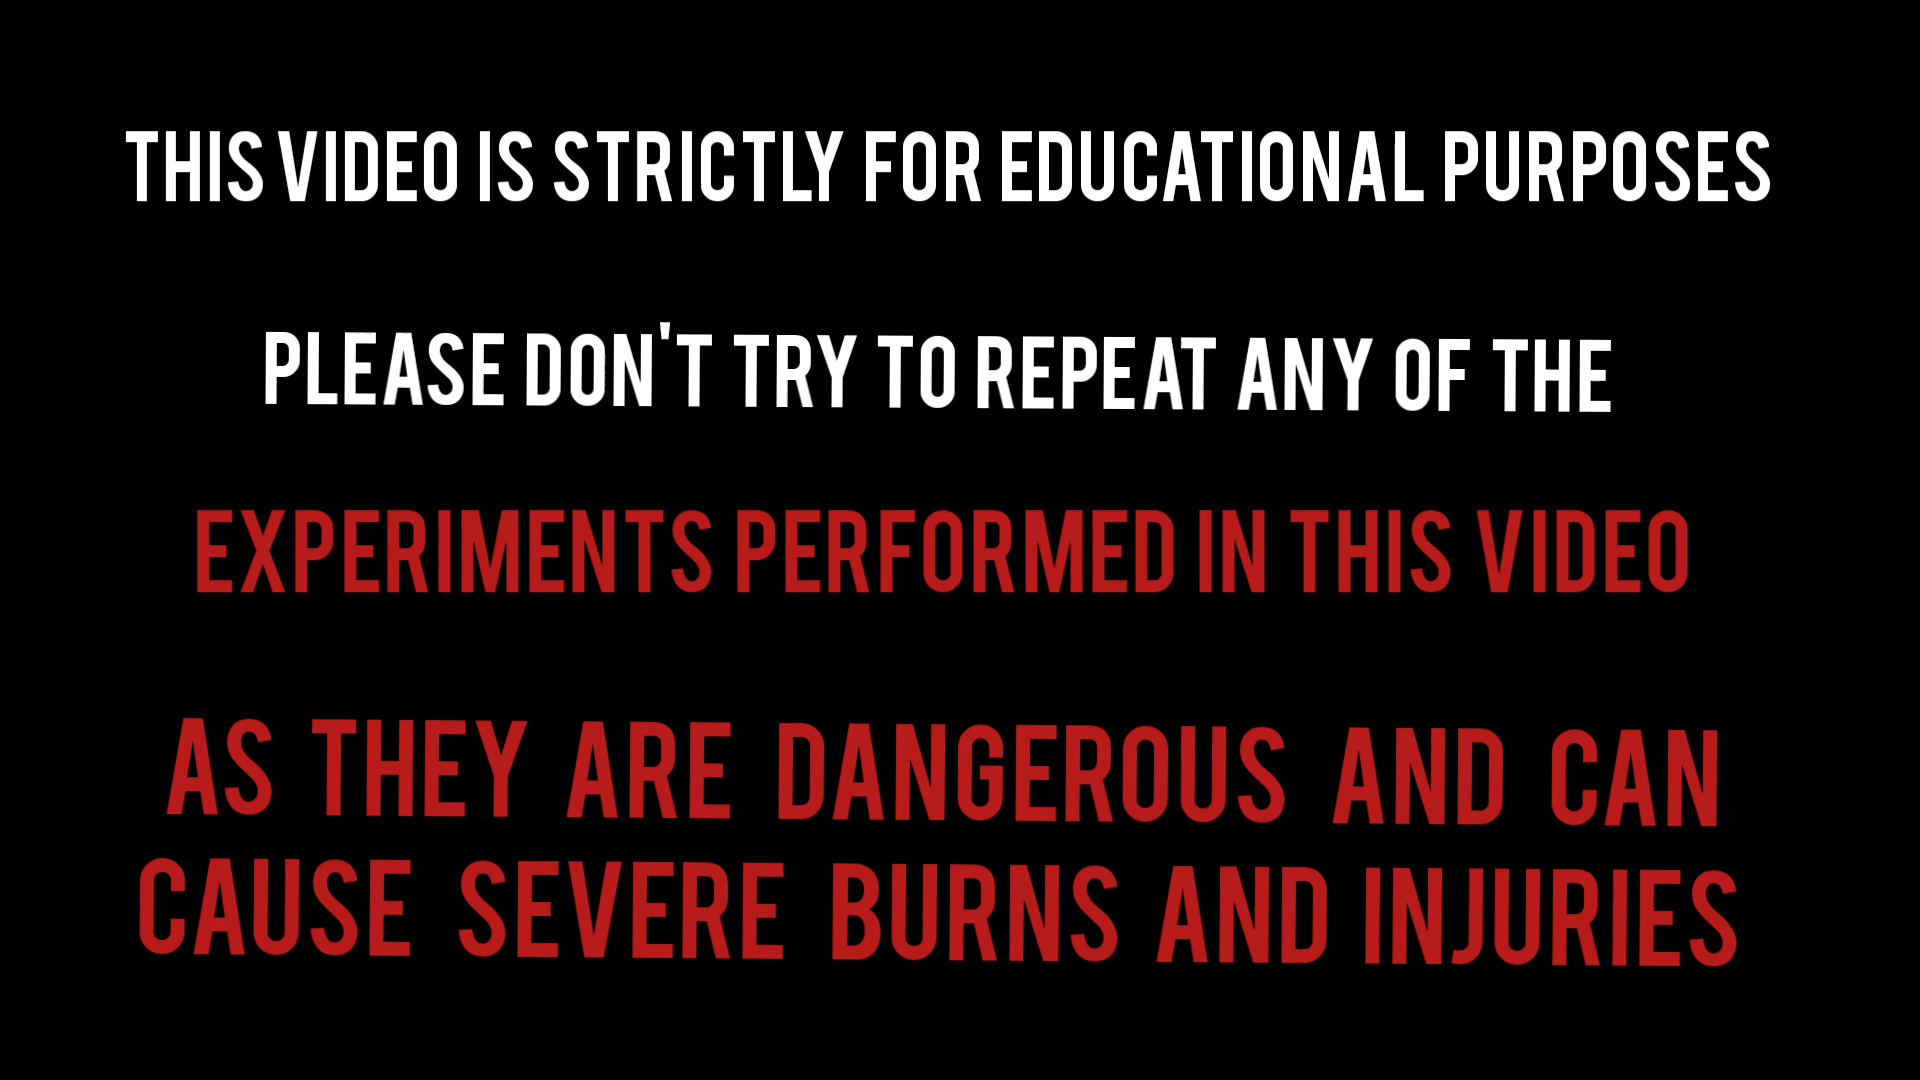 THIS VIDEO IS STRICTLY FOR EDUCATIONAL PURPOSES
PLEASE DON'T TRY TO REPEAT ANY OF THE
EXPERIMENTS PERFORMED IN THIS VIDEO
AS THEY ARE DANGEROUS AND CAN
CAUSE SEVERE BURNS AND INJURIES